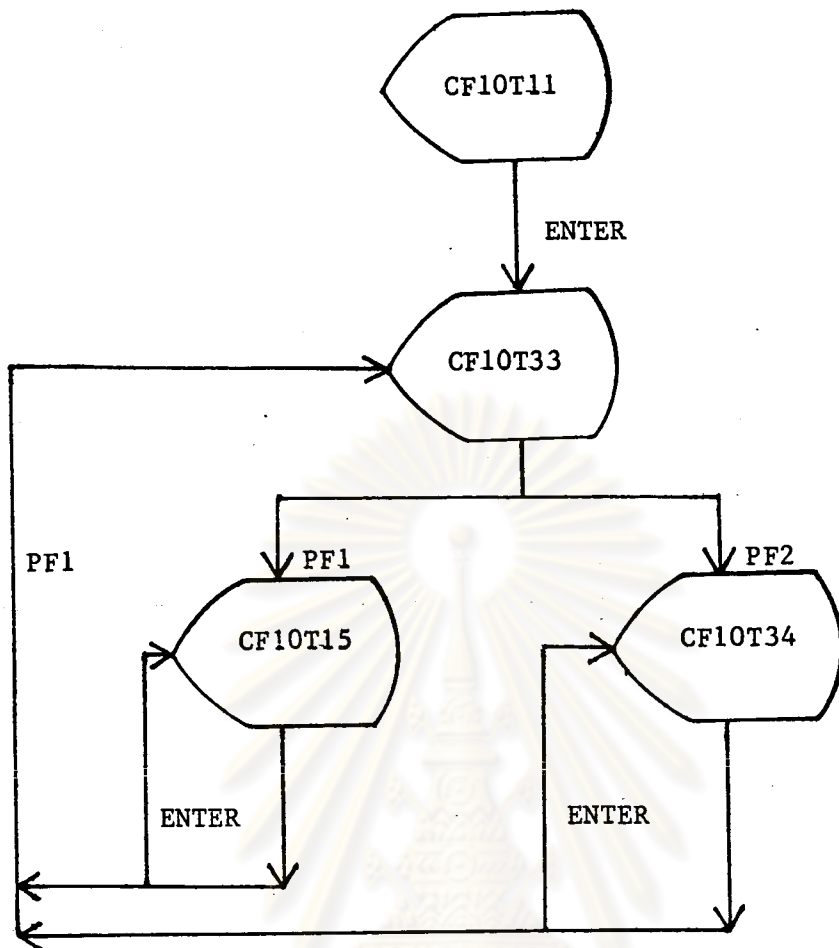 CF10T11
ENTER
CF10T33
PF1
PF1
PF2
CF10T15
CF10T34
ENTER
ENTER